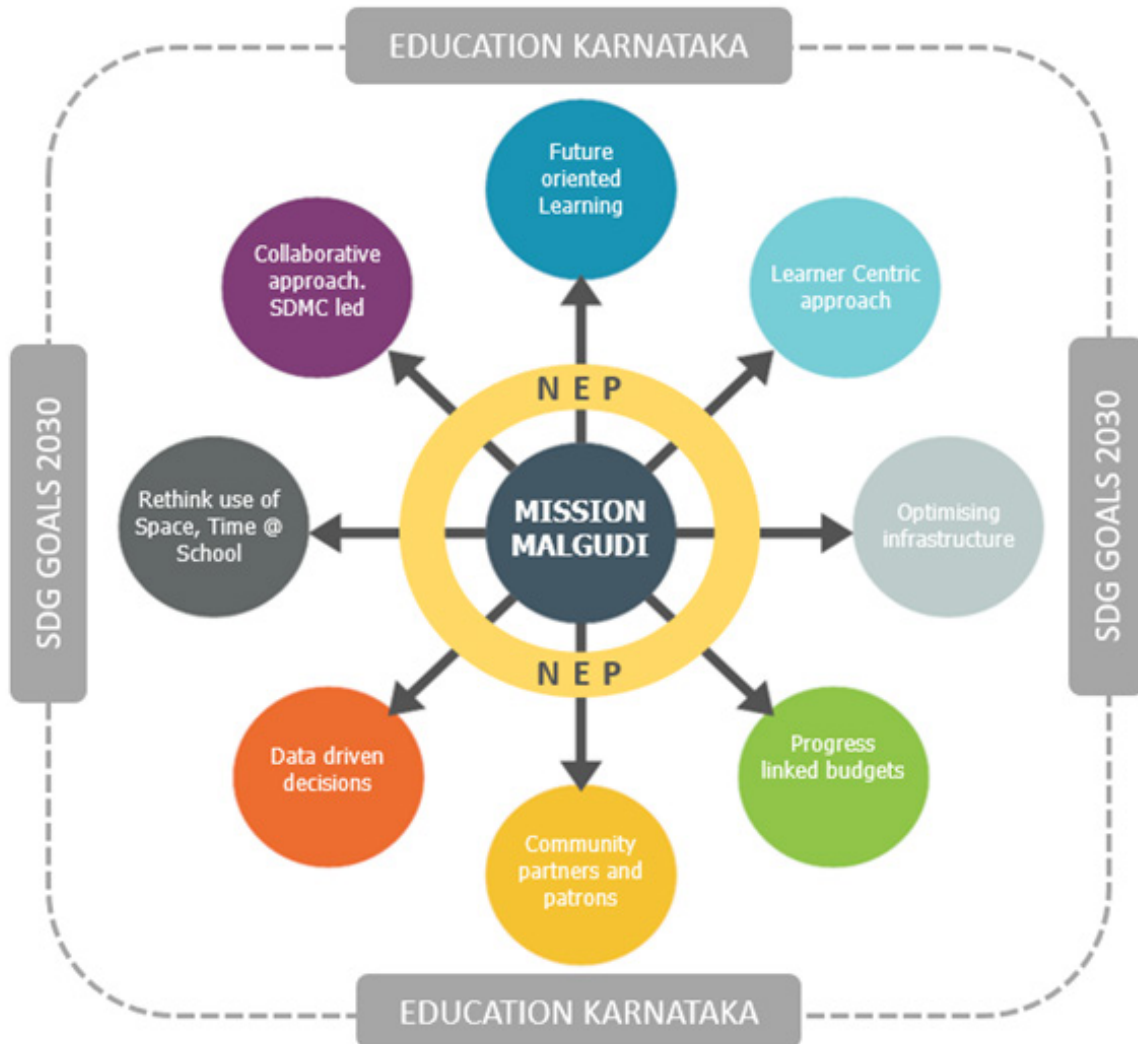 EDUCATION KARNATAKA
Future
oriented
Learning
Collaborative
approach.
SDMC led
Learner Centric
approach
SDG GOALS 2030
N E P
SDG GOALS 2030
Rethink use of
Space, Time @
School
MISSION
MALGUDI
Optimising
infrastructure
N E P
Data driven
decisions
Progress
linked budgets
Community
partners and
patrons
EDUCATION KARNATAKA